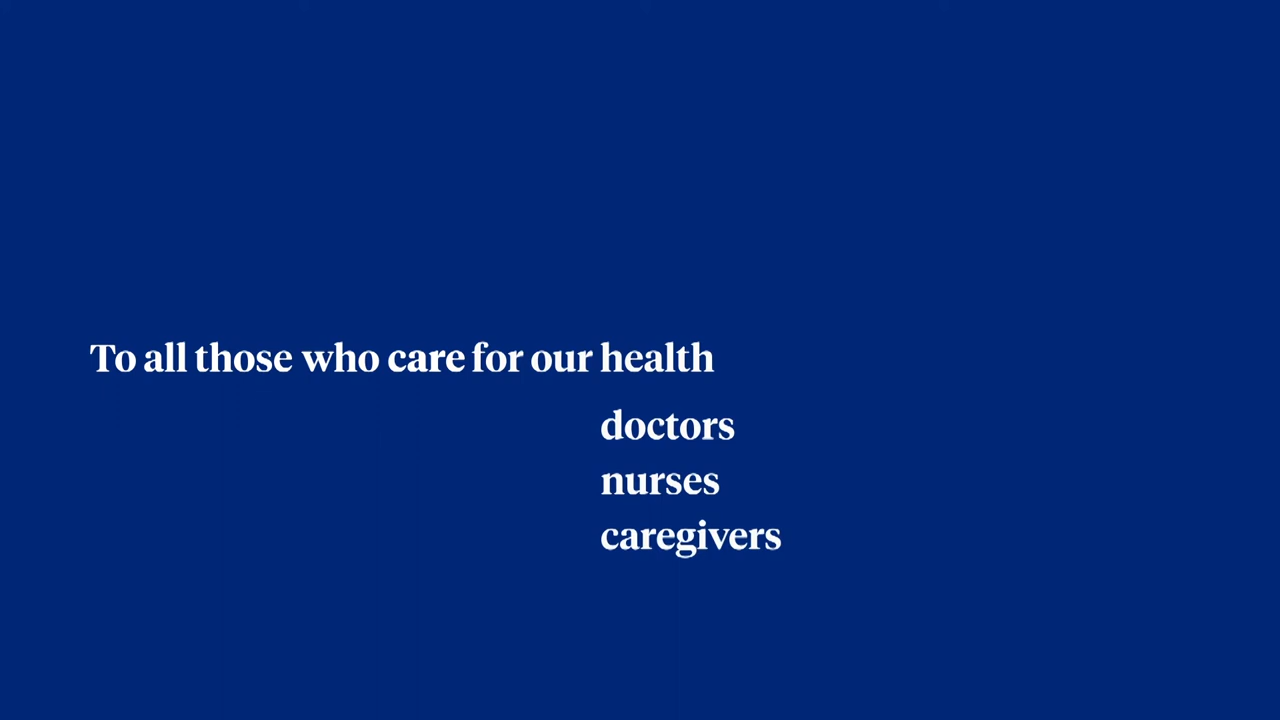 To all those who care for our health
doctors
nurses
caregivers